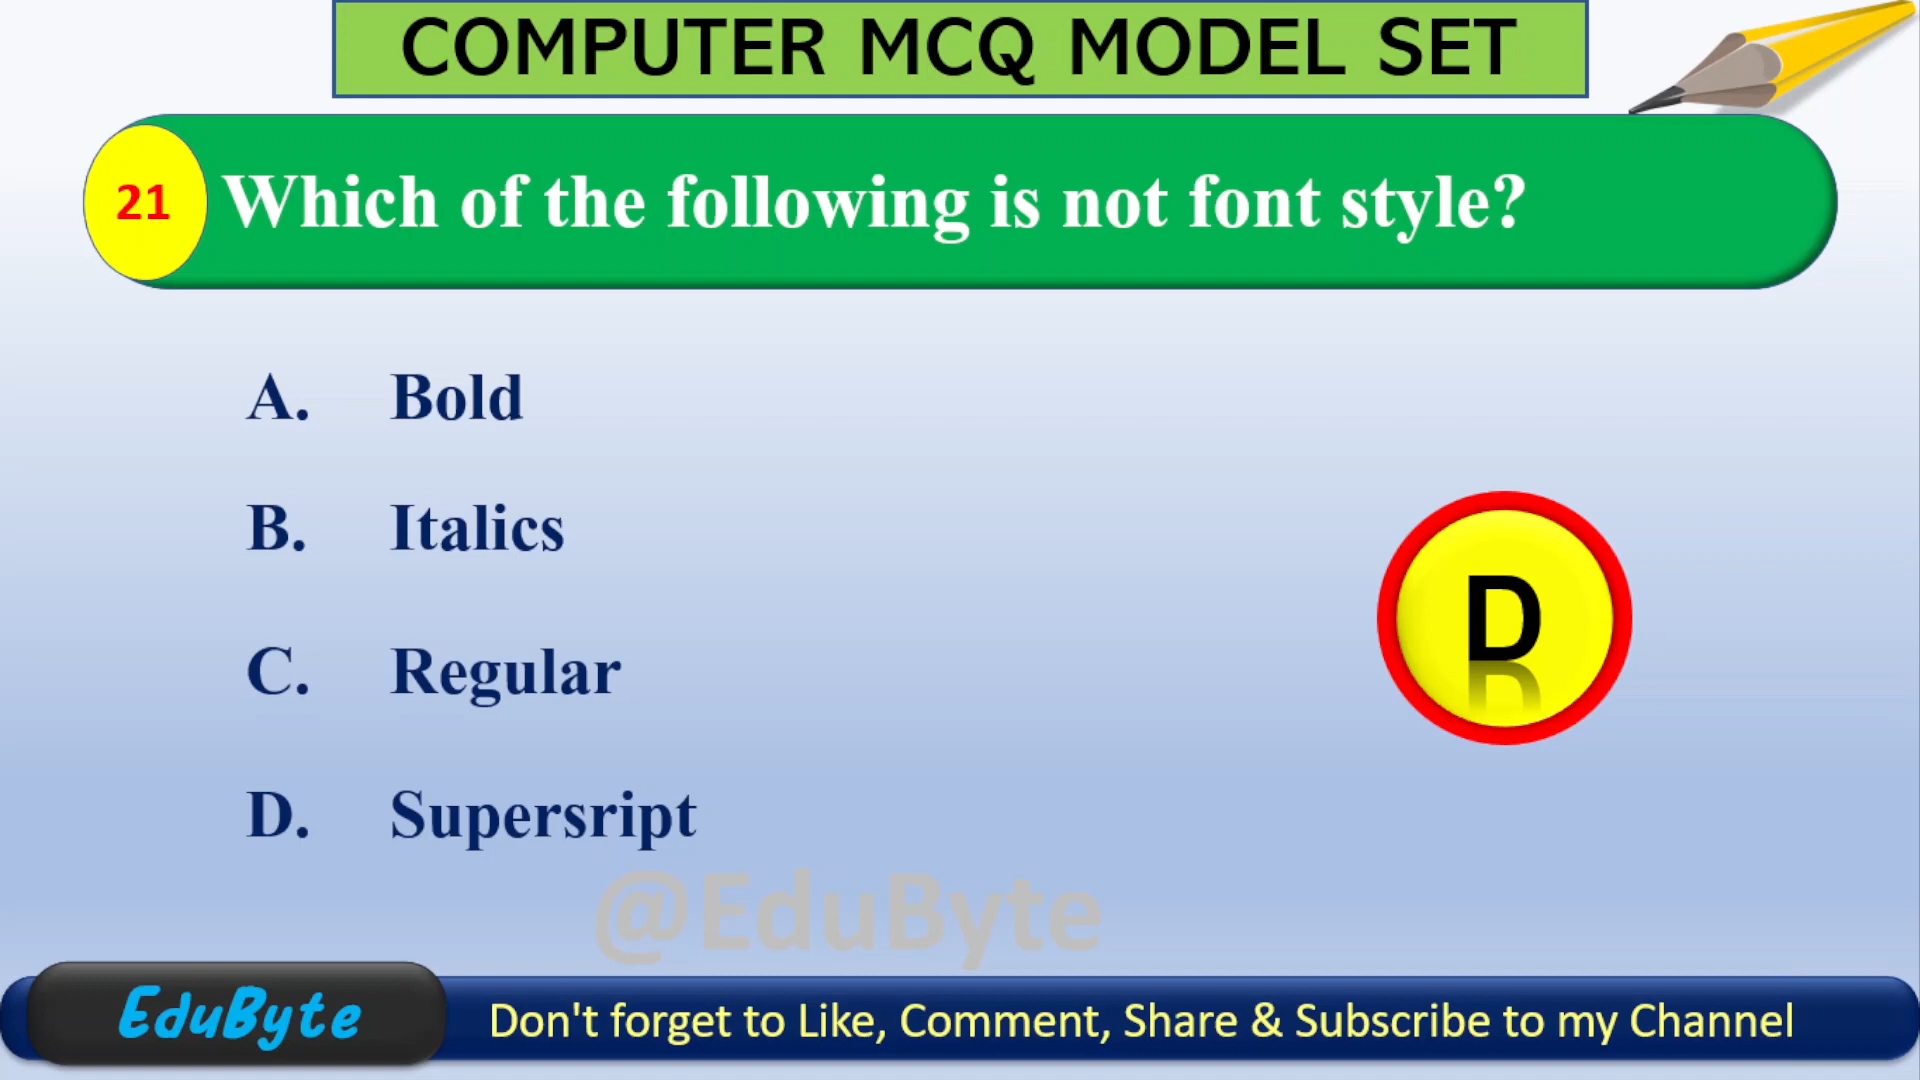 COMPUTER MCQ MODEL SET
21 Which of the following is not font style?
A. Bold
B. Italics
C. Regular
D. Supersript
D
@EduByte
EduByte Don't forget to Like, Comment, Share & Subscribe to my Channel